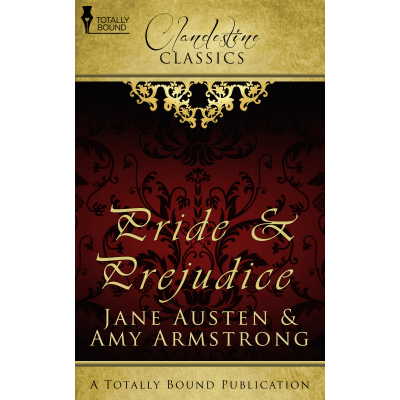 TOTALLY
BOUND
Clandestine
CLASSICS
Pride &
Prejudice
JANE AUSTEN &
AMY ARMSTRONG
A TOTALLY BOUND PUBLICATION